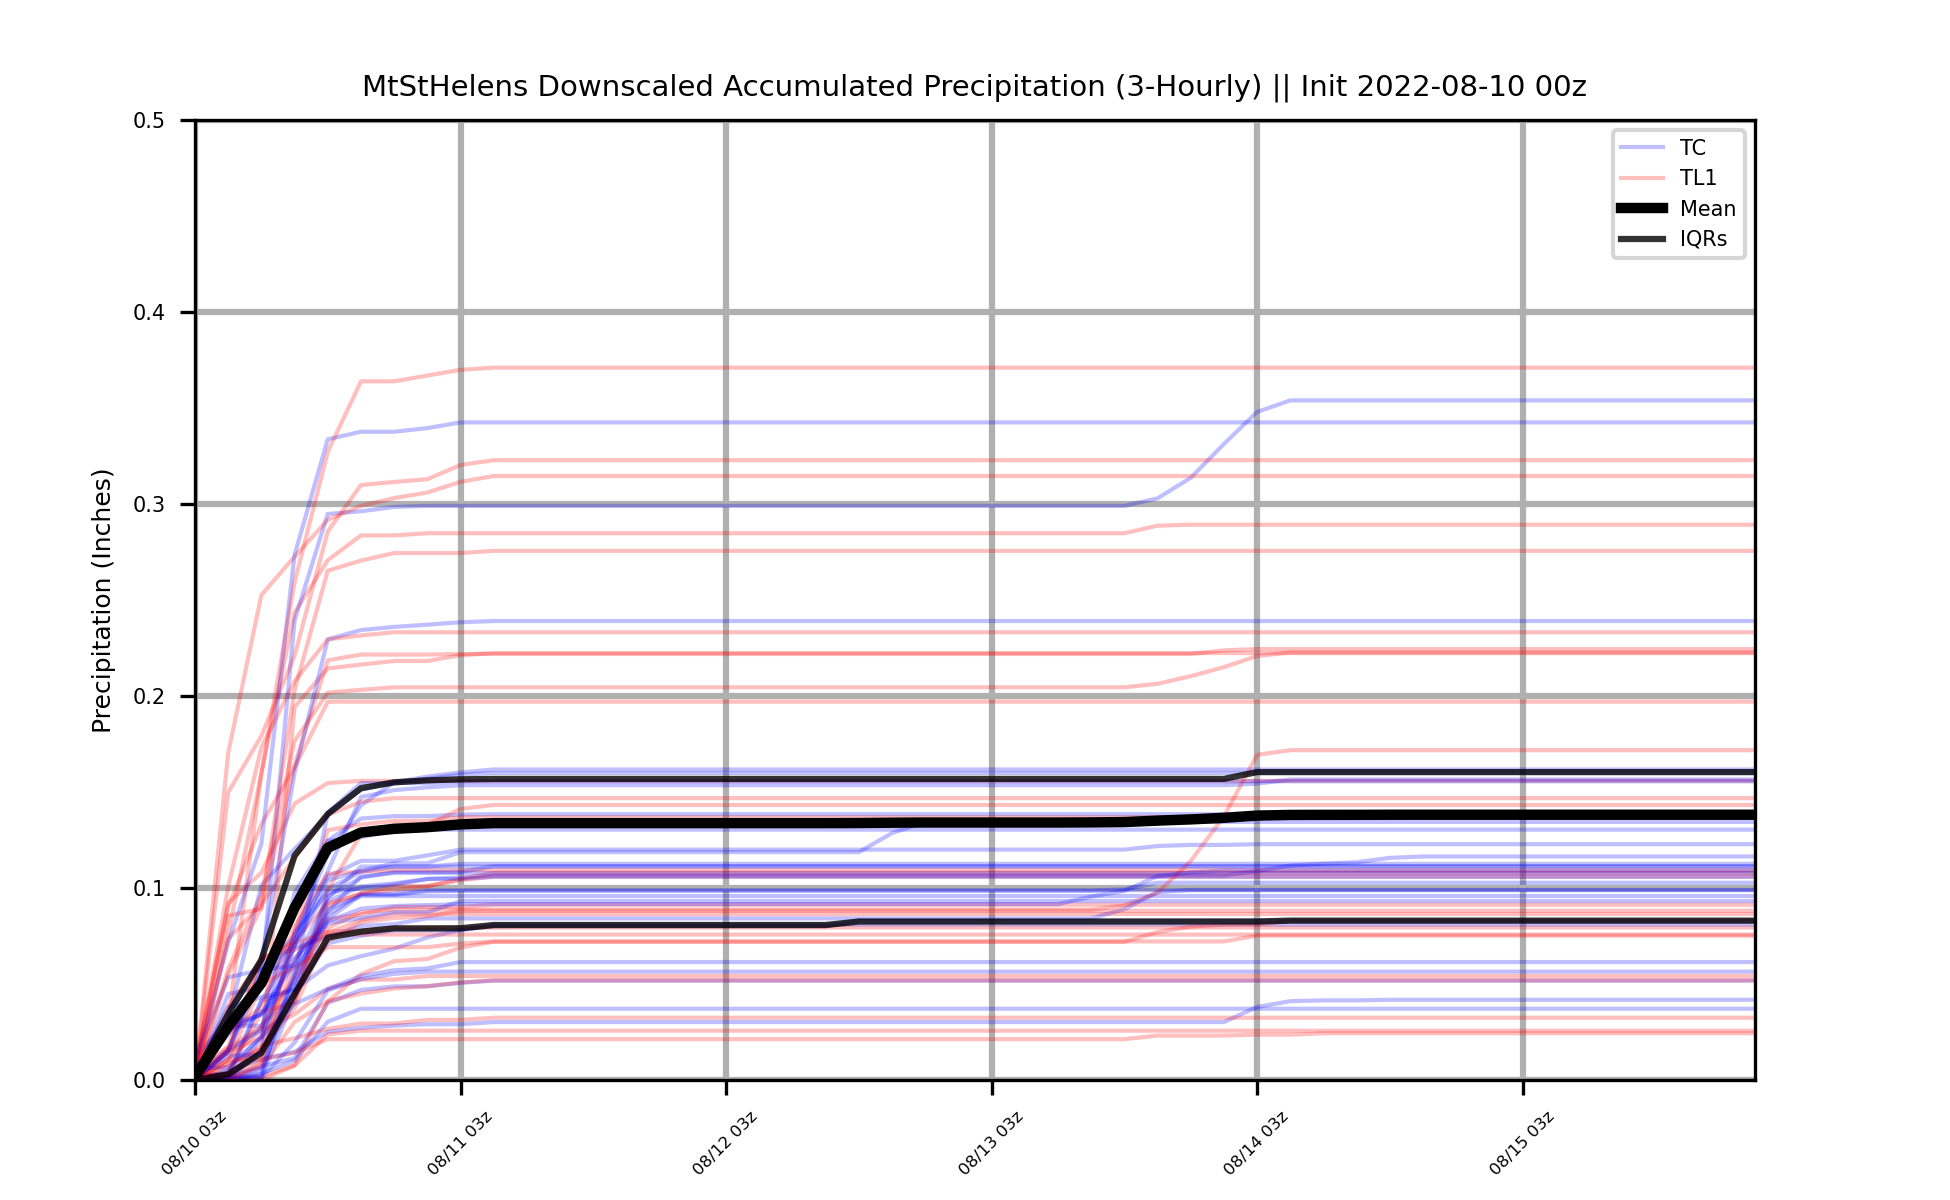 MtStHelens Downscaled Accumulated Precipitation (3-Hourly) || Init 2022-08-10 00z
TC
TL1
Mean
IQRs
Precipitation (Inches)
0.5
0.4
0.3
0.2
0.1
0.0
08/10 03z
08/11 03z
08/12 03z
08/13 03z
08/14 03z
08/15 03z